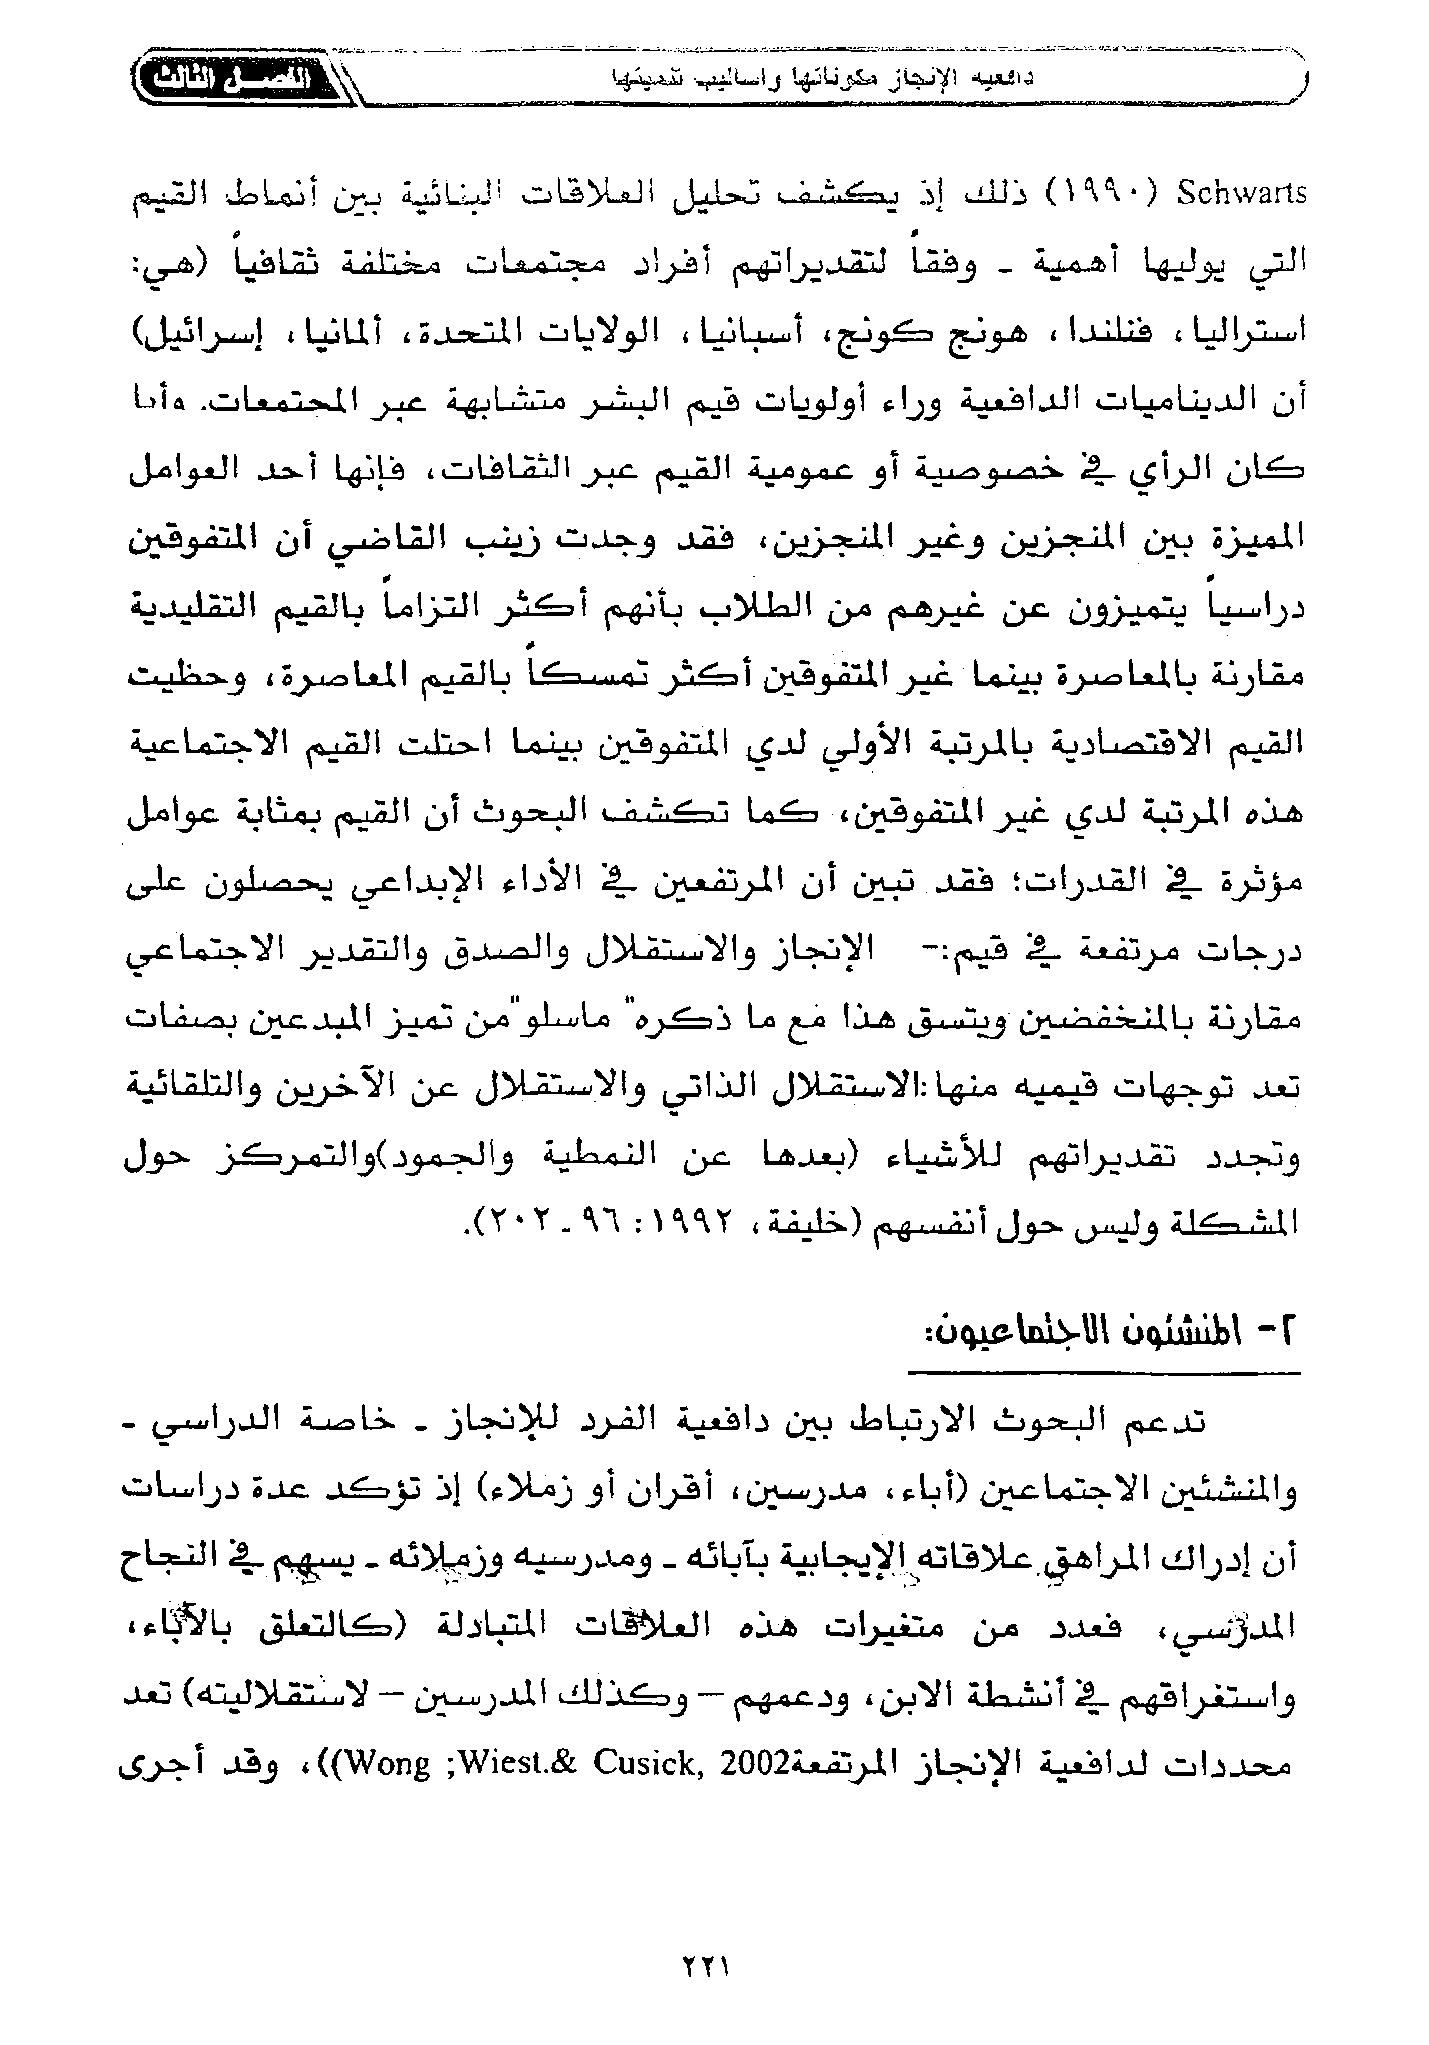 دافعيه الإنجاز مكوناتها وأساليب تنميتها
الفصل الثالث
Schwarts (١٩٩٠) ذلك إذ يكشف تحليل العلاقات البنائية بين أنماط القيم
التي يوليها أهمية - وفقاً لتقديراتهم أفراد مجتمعات مختلفة ثقافياً (هي:
استراليا، فنلندا، هونج كونج، أسبانيا، الولايات المتحدة، ألمانيا، إسرائيل)
أن الديناميات الدافعية وراء أولويات قيم البشر متشابهة عبر المجتمعات. وأيا
كان الرأي في خصوصية أو عمومية القيم عبر الثقافات، فإنها أحد العوامل
المميزة بين المنجزين وغير المنجزين، فقد وجدت زينب القاضي أن المتفوقين
دراسياً يتميزون عن غيرهم من الطلاب بأنهم أكثر التزاماً بالقيم التقليدية
مقارنة بالمعاصرة بينما غير المتفوقين أكثر تمسكاً بالقيم المعاصرة، وحظيت
القيم الاقتصادية بالمرتبة الأولي لدي المتفوقين بينما احتلت القيم الاجتماعية
هذه المرتبة لدي غير المتفوقين، كما تكشف البحوث أن القيم بمثابة عوامل
مؤثرة في القدرات؛ فقد تبين أن المرتفعين في الأداء الإبداعي يحصلون على
درجات مرتفعة في قيم:- الإنجاز والاستقلال والصدق والتقدير الاجتماعي
مقارنة بالمنخفضين ويتسق هذا مع ما ذكره" ماسلو"من تميز المبدعين بصفات
تعد توجهات قيميه منها:الاستقلال الذاتي والاستقلال عن الآخرين والتلقائية
وتجدد تقديراتهم للأشياء (بعدها عن النمطية والجمود)والتمركز حول
المشكلة وليس حول أنفسهم (خليفة، ١٩٩٢: ٩٦ - ٢٠٢).
٢- المنشئون الاجتماعيون:
تدعم البحوث الارتباط بين دافعية الفرد للإنجاز - خاصة الدراسي -
والمنشئين الاجتماعين (أباء، مدرسين، أقران أو زملاء) إذ تؤكد عدة دراسات
أن إدراك المراهق علاقاته الإيجابية بآبائه - ومدرسيه وزملائه - يسهم في النجاح
المدرسي، فعدد من متغيرات هذه العلاقات المتبادلة (كالتعلق بالآباء،
واستغراقهم في أنشطة الابن، ودعمهم – وكذلك المدرسين – لاستقلاليته) تعد
محددات لدافعية الإنجاز المرتفعة2002 ,Wong ;Wiest.& Cusick))، وقد أجرى
٢٢١